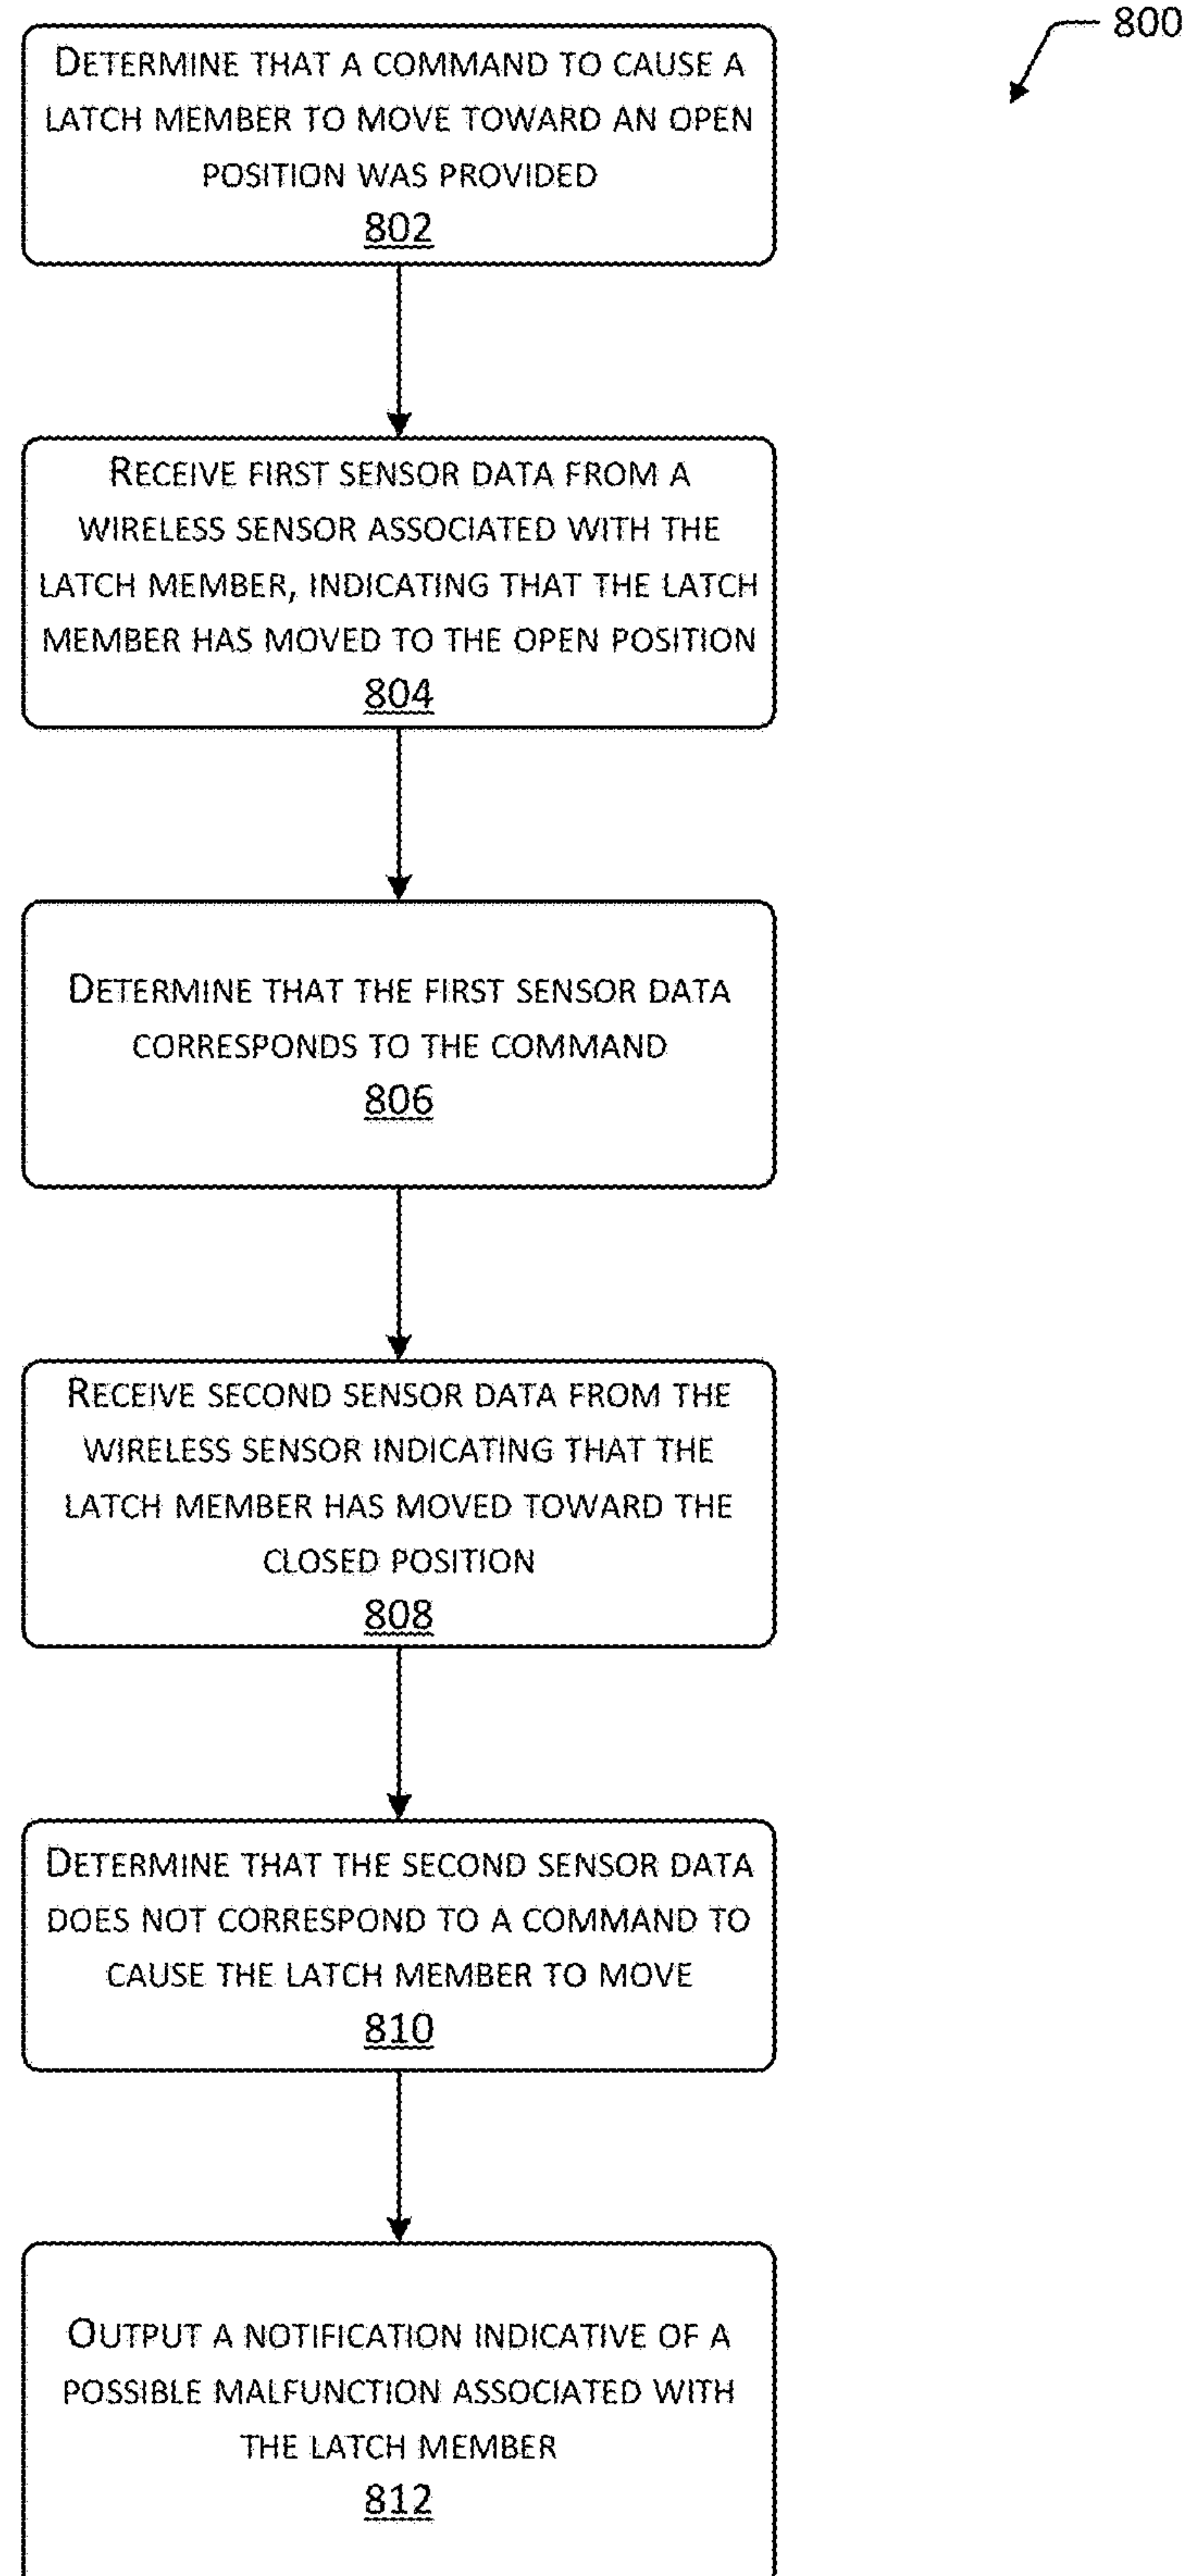 800
DETERMINE THAT A COMMAND TO CAUSE A
LATCH MEMBER TO MOVE TOWARD AN OPEN
POSITION WAS PROVIDED
802
RECEIVE FIRST SENSOR DATA FROM A
WIRELESS SENSOR ASSOCIATED WITH THE
LATCH MEMBER, INDICATING THAT THE LATCH
MEMBER HAS MOVED TO THE OPEN POSITION
804
DETERMINE THAT THE FIRST SENSOR DATA
CORRESPONDS TO THE COMMAND
806
RECEIVE SECOND SENSOR DATA FROM THE
WIRELESS SENSOR INDICATING THAT THE
LATCH MEMBER HAS MOVED TOWARD THE
CLOSED POSITION
808
DETERMINE THAT THE SECOND SENSOR DATA
DOES NOT CORRESPOND TO A COMMAND TO
CAUSE THE LATCH MEMBER TO MOVE
810
OUTPUT A NOTIFICATION INDICATIVE OF A
POSSIBLE MALFUNCTION ASSOCIATED WITH
THE LATCH MEMBER
812